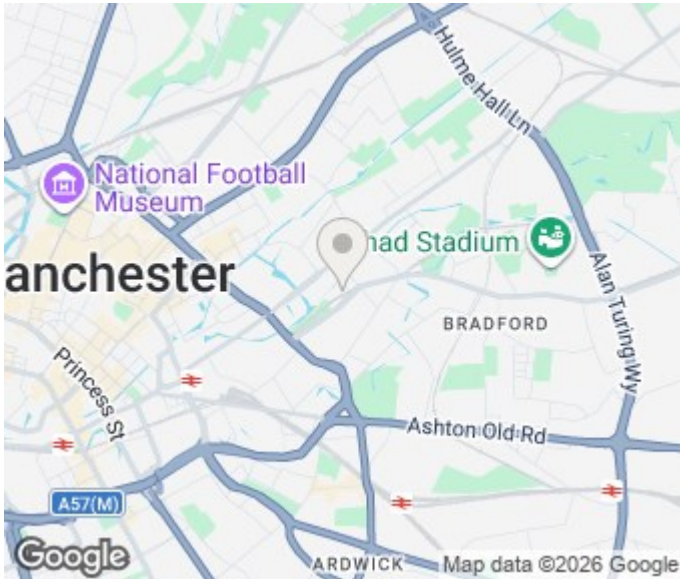 Hulme Hall Ln
National Football
Museum
had Stadium
anchester
Alan Turing Wy
BRADFORD
Princess St
Ashton Old Rd
A57(M)
Google
ARDWICK
Map data ©2026 Google